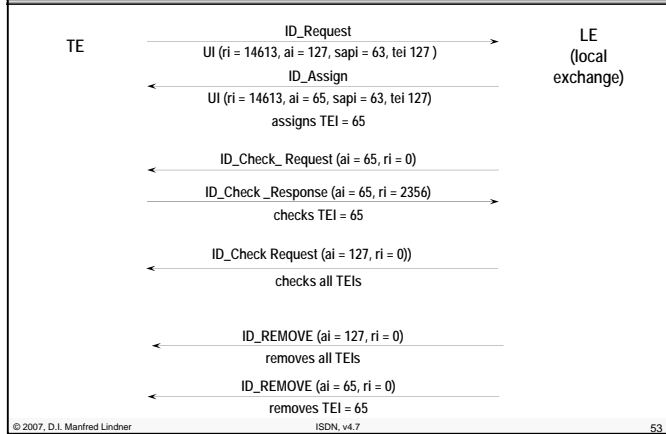 TE
LE
(local
exchange)
ID_Request
UI (ri = 14613, ai = 127, sapi = 63, tei 127 )
ID_Assign
UI (ri = 14613, ai = 65, sapi = 63, tei 127)
assigns TEI = 65
ID_Check_ Request (ai = 65, ri = 0)
ID_Check _Response (ai = 65, ri = 2356)
checks TEI = 65
ID_Check Request (ai = 127, ri = 0))
checks all TEIs
ID_REMOVE (ai = 127, ri = 0)
removes all TEIs
ID_REMOVE (ai = 65, ri = 0)
removes TEI = 65
© 2007, D.I. Manfred Lindner
ISDN, v4.7
53